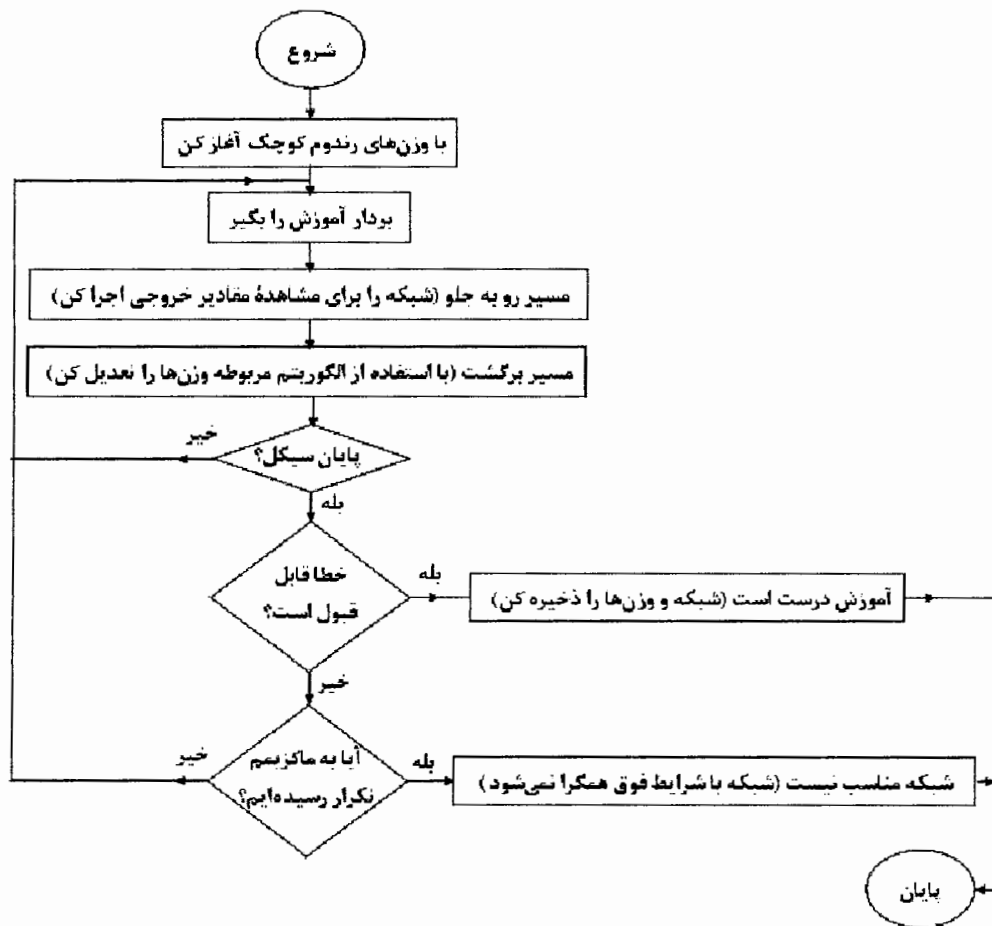 شروع
با وزن‌های رندوم کوچک آغاز کن
بردار آموزش را بگیر
مسیر رو به جلو (شبکه را برای مشاهدهٔ مقادیر خروجی اجرا کن)
مسیر برگشت (با استفاده از الگوریتم مربوطه وزن‌ها را تعدیل کن)
پایان سیکل؟
خیر
بله
خطا قابل
قبول است؟
بله
آموزش درست است (شبکه و وزن‌ها را ذخیره کن)
خیر
آیا به ماکزیمم
تکرار رسیده‌ایم؟
خیر
بله
شبکه مناسب نیست (شبکه با شرایط فوق همگرا نمی‌شود)
پایان